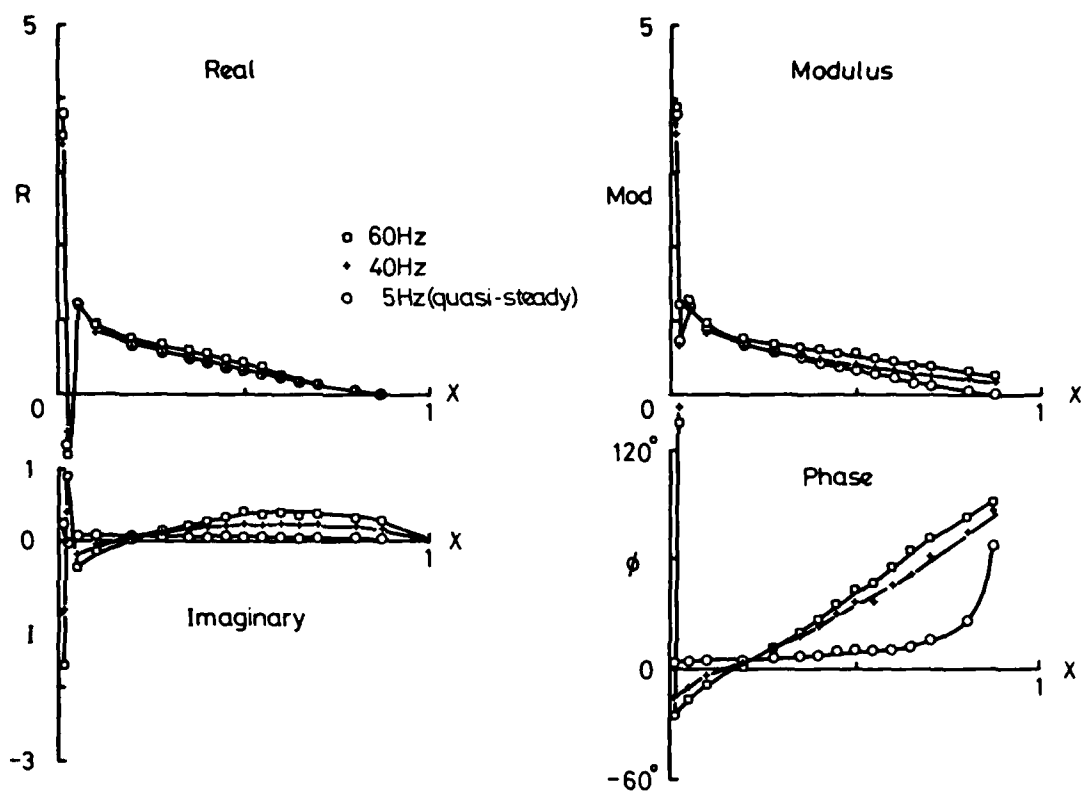 5
Real
R
60Hz
40Hz
5Hz (quasi-steady)
0
1
X
1
I
0
1
X
Imaginary
-3
5
Modulus
Mod
0
1
X
120°
Phase
φ
0
1
X
-60°